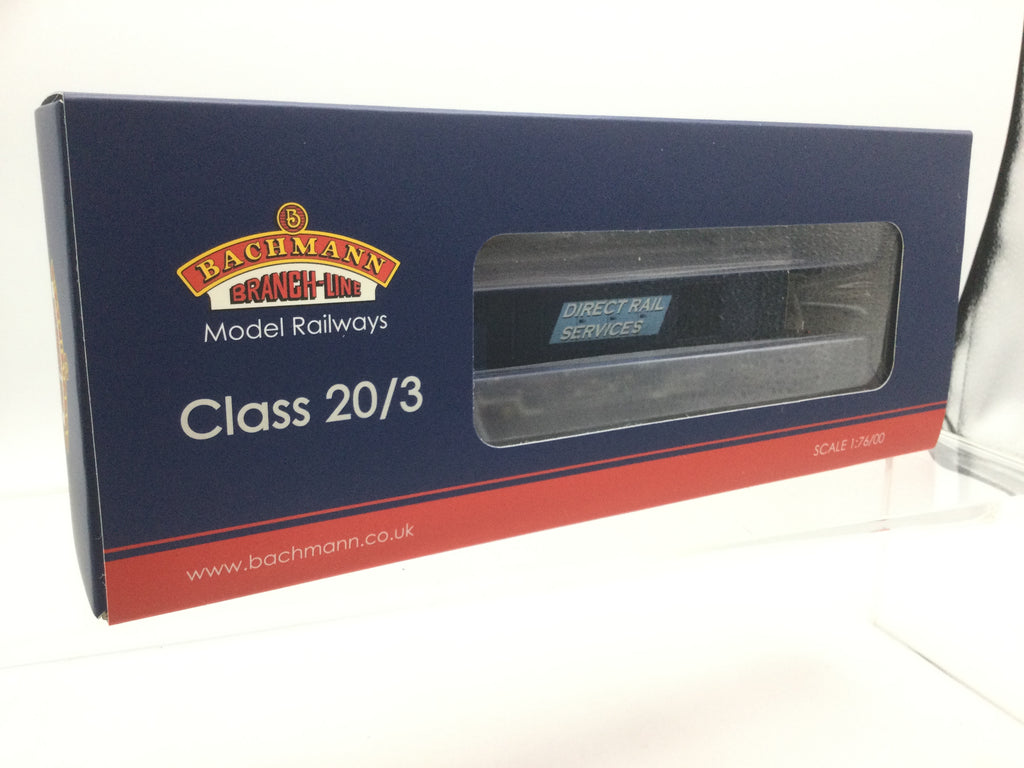 B
BACHMANN
BRANCH-LINE
Model Railways
Class 20/3
DIRECT RAIL
SERVICES
SCALE 1:76/00
www.bachmann.co.uk